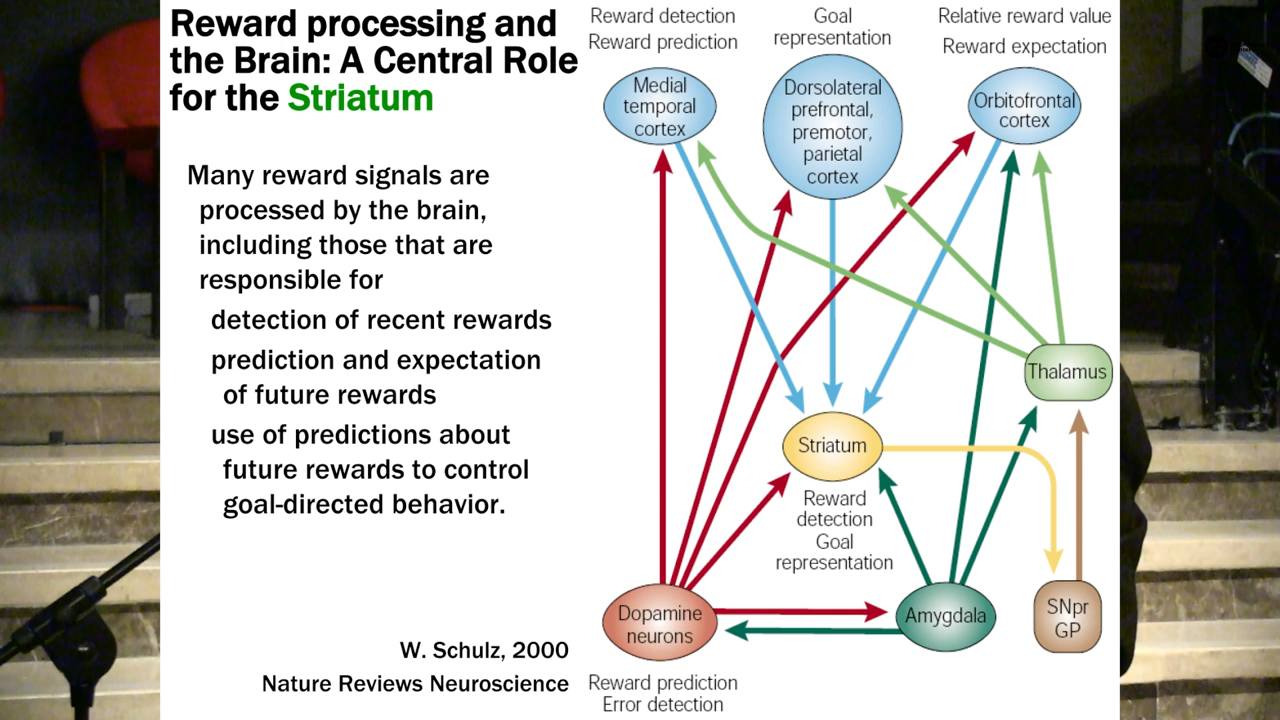 Reward processing and
the Brain: A Central Role
for the Striatum
Many reward signals are
processed by the brain,
including those that are
responsible for
detection of recent rewards
prediction and expectation
of future rewards
use of predictions about
future rewards to control
goal-directed behavior.
W. Schulz, 2000
Nature Reviews Neuroscience
Reward detection
Reward prediction
Goal
representation
Relative reward value
Reward expectation
Medial
temporal
cortex
Dorsolateral
prefrontal,
premotor,
parietal
cortex
Orbitofrontal
cortex
Thalamus
Striatum
Reward
detection
Goal
representation
Dopamine
neurons
Amygdala
SNpr
GP
Reward prediction
Error detection